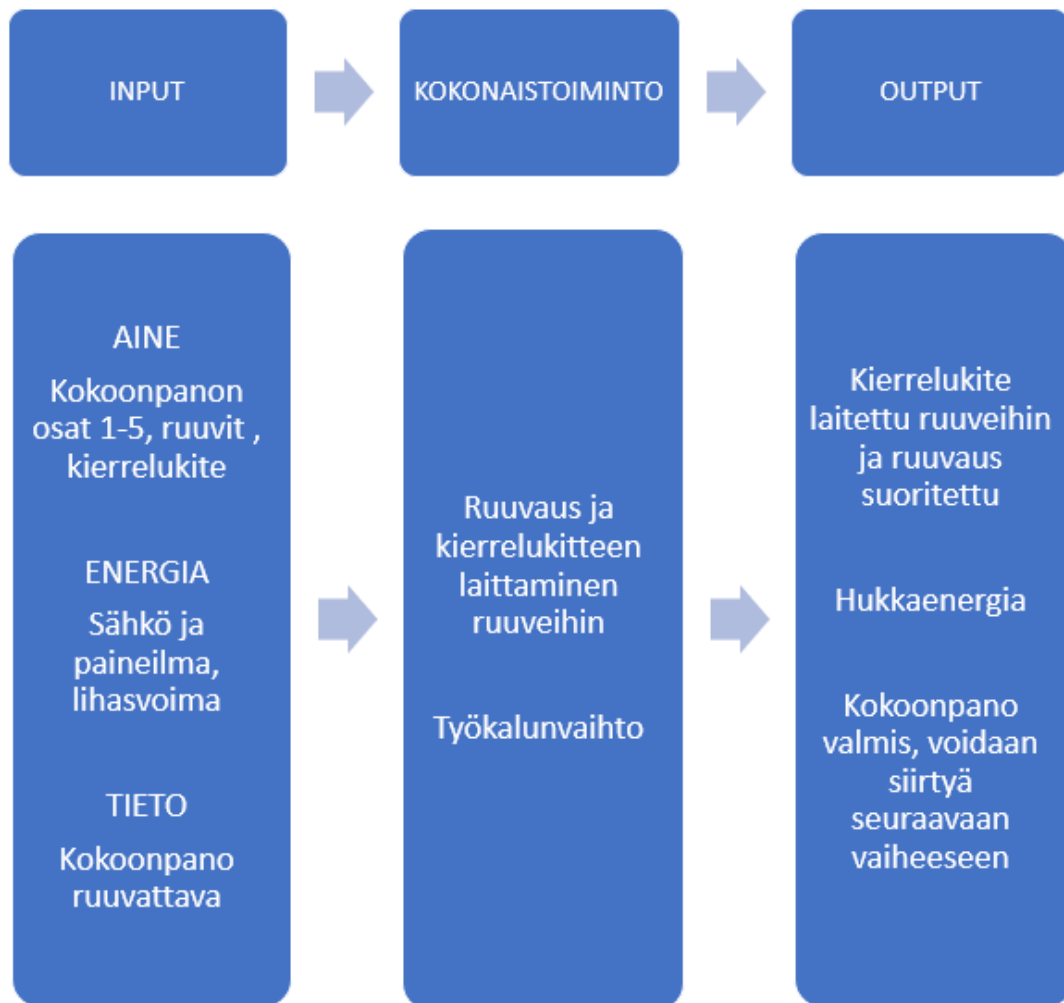 INPUT
KOKONAISTOIMINTO
OUTPUT
AINE
Kokoonpanon
osat 1-5, ruuvit ,
kierrelukite
ENERGIA
Sähkö ja
paineilma,
lihasvoima
TIETO
Kokoonpano
ruuvattava
Ruuvaus ja
kierrelukitteen
laittaminen
ruuveihin
Työkalunvaihto
Kierrelukite
laitettu ruuveihin
ja ruuvaus
suoritettu
Hukkaenergia
Kokoonpano
valmis, voidaan
siirtyä
seuraavaan
vaiheeseen